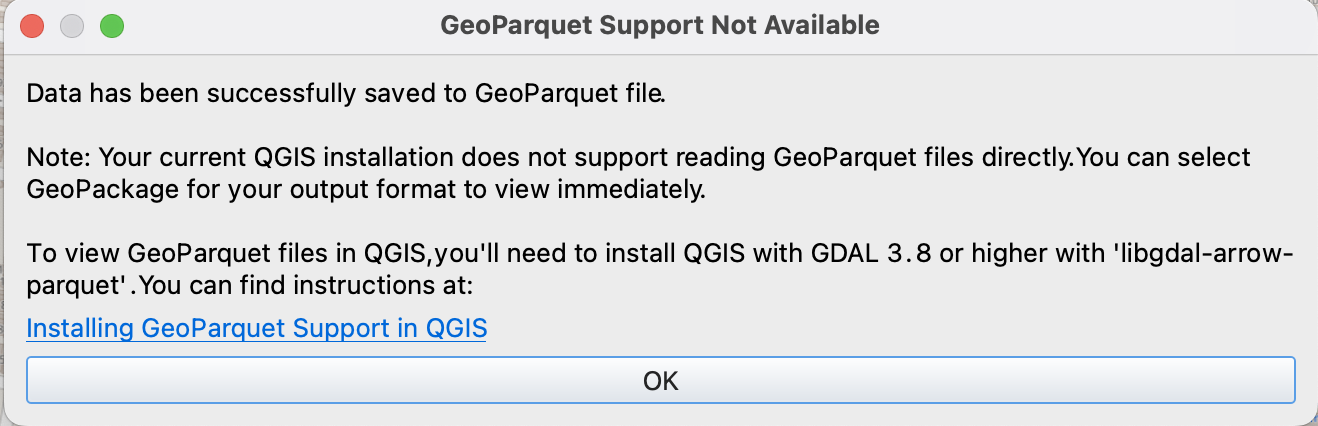 GeoParquet Support Not Available
Data has been successfully saved to GeoParquet file.
Note: Your current QGIS installation does not support reading GeoParquet files directly.You can select
GeoPackage for your output format to view immediately.
To view GeoParquet files in QGIS,you'll need to install QGIS with GDAL 3.8 or higher with 'libgdal-arrow-
parquet'.You can find instructions at:
Installing GeoParquet Support in QGIS
OK